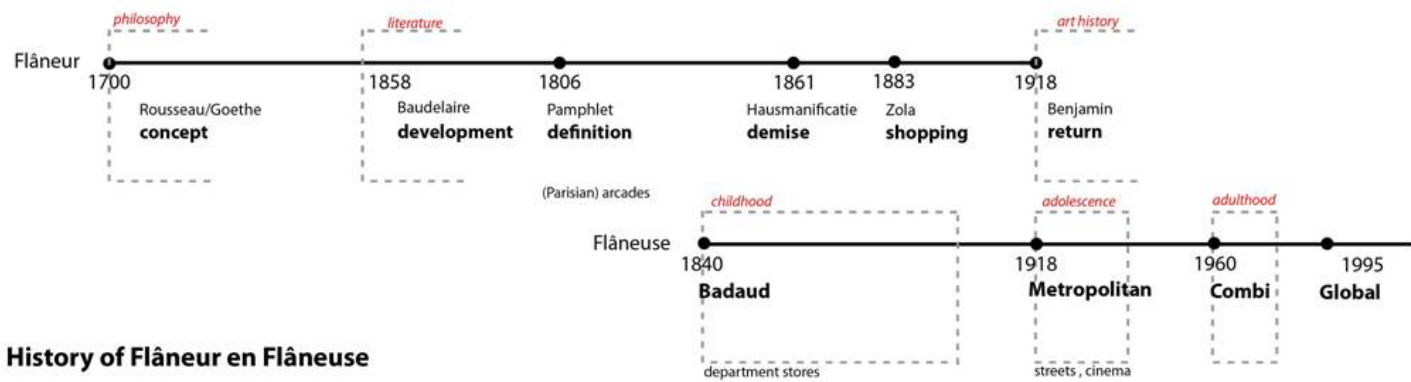 philosophy
literature
art history
Flâneur
1700
1858
1806
1861
1883
1918
Rousseau/Goethe
concept
Baudelaire
development
Pamphlet
definition
Hausmanificatie
demise
Zola
shopping
Benjamin
return
(Parisian) arcades
childhood
adolescence
adulthood
Flâneuse
1840
1918
1960
1995
Badaud
Metropolitan
Combi
Global
History of Flâneur en Flâneuse
department stores
streets , cinema